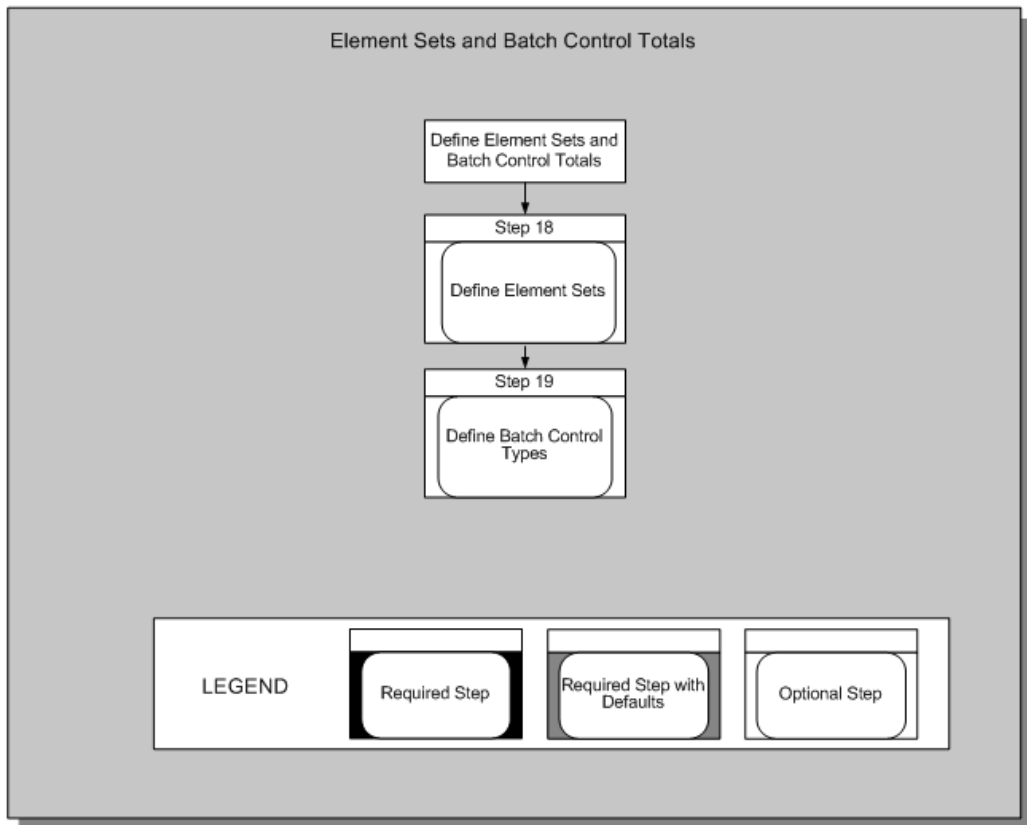 Element Sets and Batch Control Totals
Define Element Sets and
Batch Control Totals
Step 18
Define Element Sets
Step 19
Define Batch Control
Types
LEGEND
Required Step
Required Step with
Defaults
Optional Step